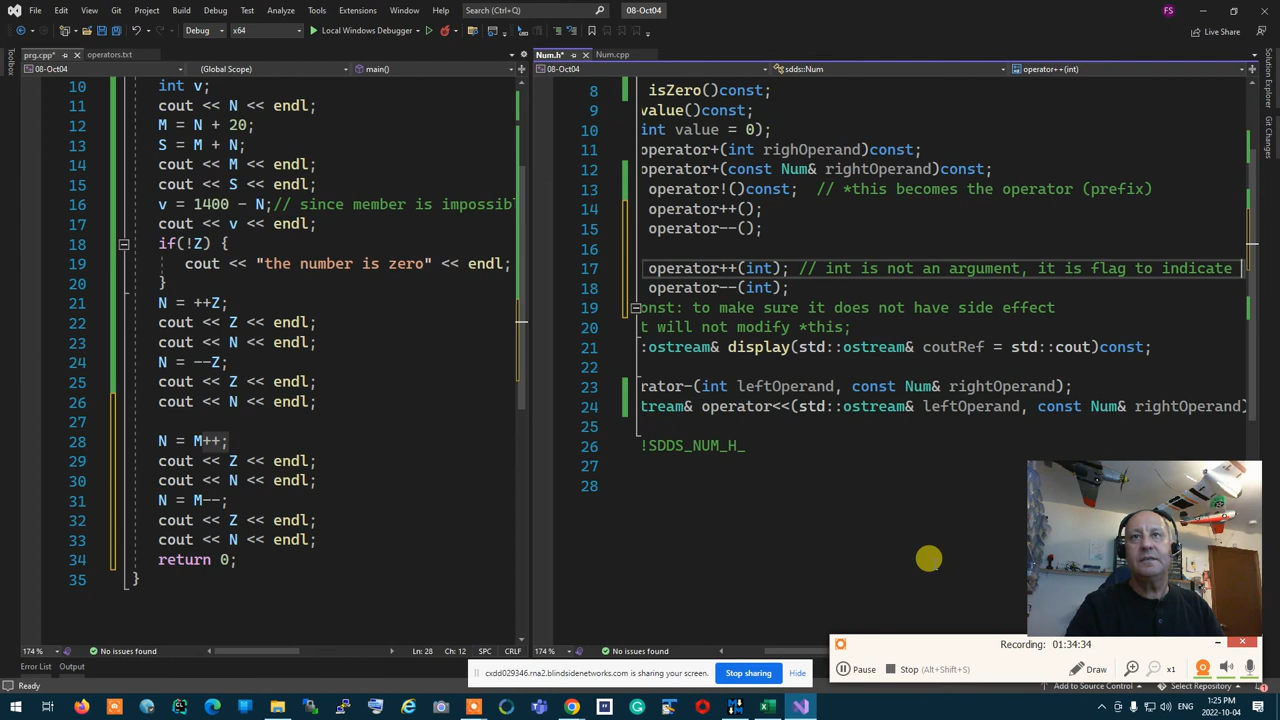 File Edit View Git Project Build Debug Test Analyze Tools Extensions Window Help Search (Ctrl+Q) 08-Oct04 FS
Debug x64 Local Windows Debugger Live Share
prg.cpp* operators.txt
Num.h* Num.cpp
08-Oct04 (Global Scope) main()
08-Oct04 sdds::Num operator++(int)
Toolbox
Solution Explorer
Git Changes
10 int v;
11 cout << N << endl;
12 M = N + 20;
13 S = M + N;
14 cout << M << endl;
15 cout << S << endl;
16 v = 1400 - N;// since member is impossibl
17 cout << v << endl;
18 if(!Z) {
19 cout << "the number is zero" << endl;
20 }
21 N = ++Z;
22 cout << Z << endl;
23 cout << N << endl;
24 N = --Z;
25 cout << Z << endl;
26 cout << N << endl;
27
28 N = M++;
29 cout << Z << endl;
30 cout << N << endl;
31 N = M--;
32 cout << Z << endl;
33 cout << N << endl;
34 return 0;
35 }
8 isZero()const;
9 value()const;
10 int value = 0);
11 operator+(int righOperand)const;
12 operator+(const Num& rightOperand)const;
13 operator!()const; // *this becomes the operator (prefix)
14 operator++();
15 operator--();
16
17 operator++(int); // int is not an argument, it is flag to indicate
18 operator--(int);
19 onst: to make sure it does not have side effect
20 t will not modify *this;
21 :ostream& display(std::ostream& coutRef = std::cout)const;
22
23 rator-(int leftOperand, const Num& rightOperand);
24 tream& operator<<(std::ostream& leftOperand, const Num& rightOperand)
25
26 !SDDS_NUM_H_
27
28
174 % No issues found Ln: 28 Ch: 12 SPC CRLF
174 % No issues found
Error List Output
Ready
Add to Source Control Select Repository
cxdd029346.rna2.blindsidenetworks.com is sharing your screen. Stop sharing Hide
Recording: 01:34:34
Pause Stop (Alt+Shift+S) Draw x1
1:25 PM
2022-10-04